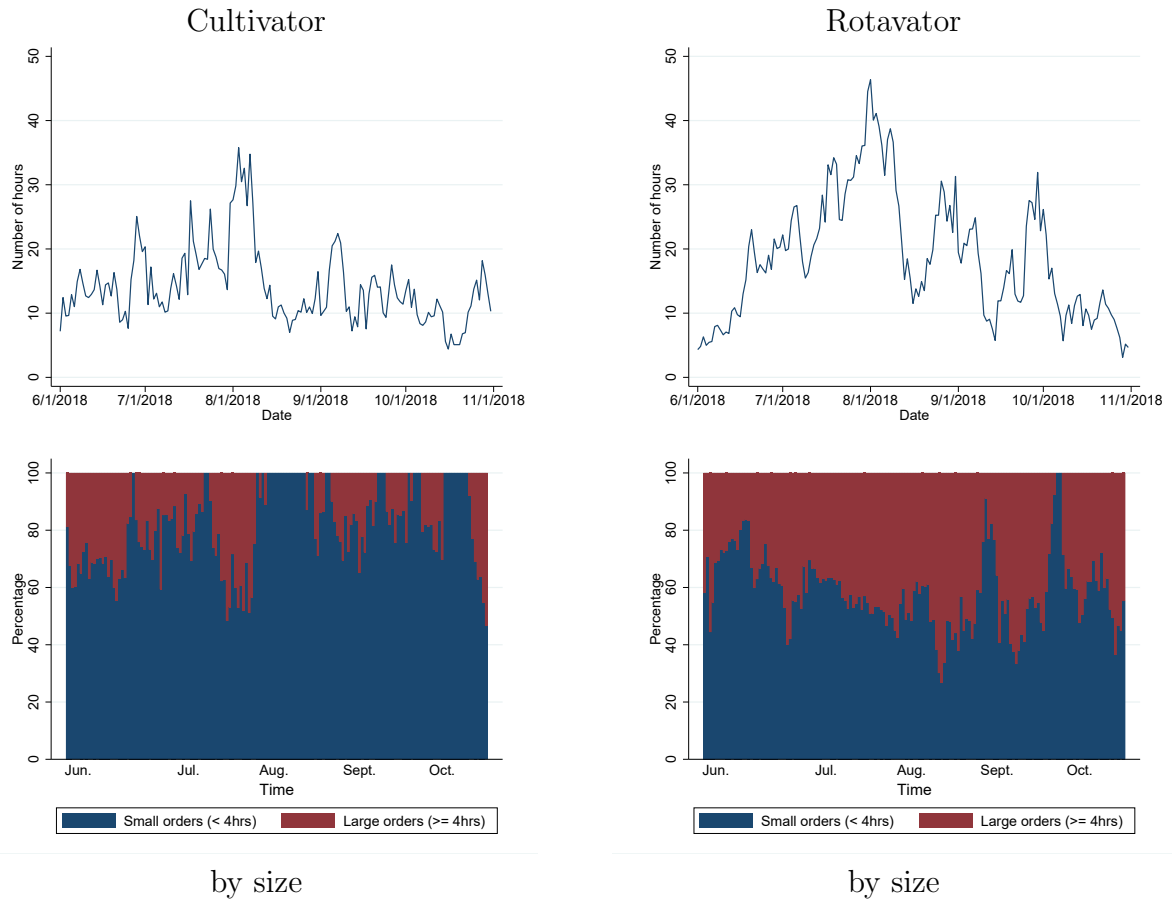 Cultivator
50
40
30
20
10
0
Number of hours
6/1/2018 7/1/2018 8/1/2018 9/1/2018 10/1/2018 11/1/2018
Date
Rotavator
50
40
30
20
10
0
Number of hours
6/1/2018 7/1/2018 8/1/2018 9/1/2018 10/1/2018 11/1/2018
Date
100
80
60
40
20
0
Percentage
Jun. Jul. Aug. Sept. Oct.
Time
Small orders (< 4hrs) Large orders (>= 4hrs)
by size
100
80
60
40
20
0
Percentage
Jun. Jul. Aug. Sept. Oct.
Time
Small orders (< 4hrs) Large orders (>= 4hrs)
by size